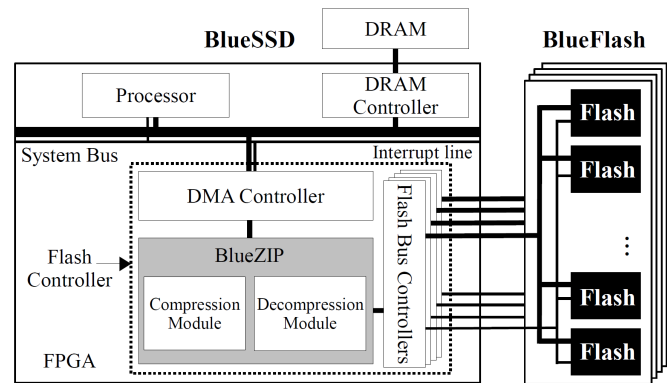 BlueSSD
DRAM
BlueFlash
Processor
DRAM
Controller
System Bus
Interrupt line
DMA Controller
Flash Bus Controllers
Flash
Controller
BlueZIP
Compression
Module
Decompression
Module
FPGA
Flash
Flash
...
Flash
Flash